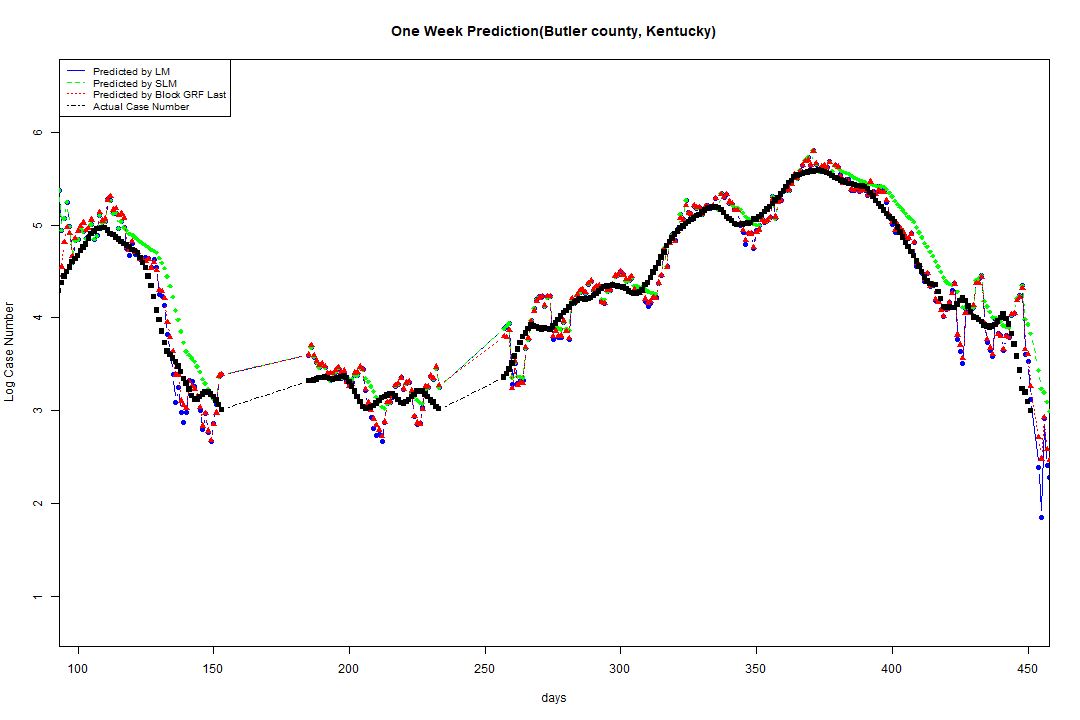 One Week Prediction(Butler county, Kentucky)
Predicted by LM
Predicted by SLM
Predicted by Block GRF Last
Actual Case Number
Log Case Number
6
5
4
3
2
1
100 150 200 250 300 350 400 450
days